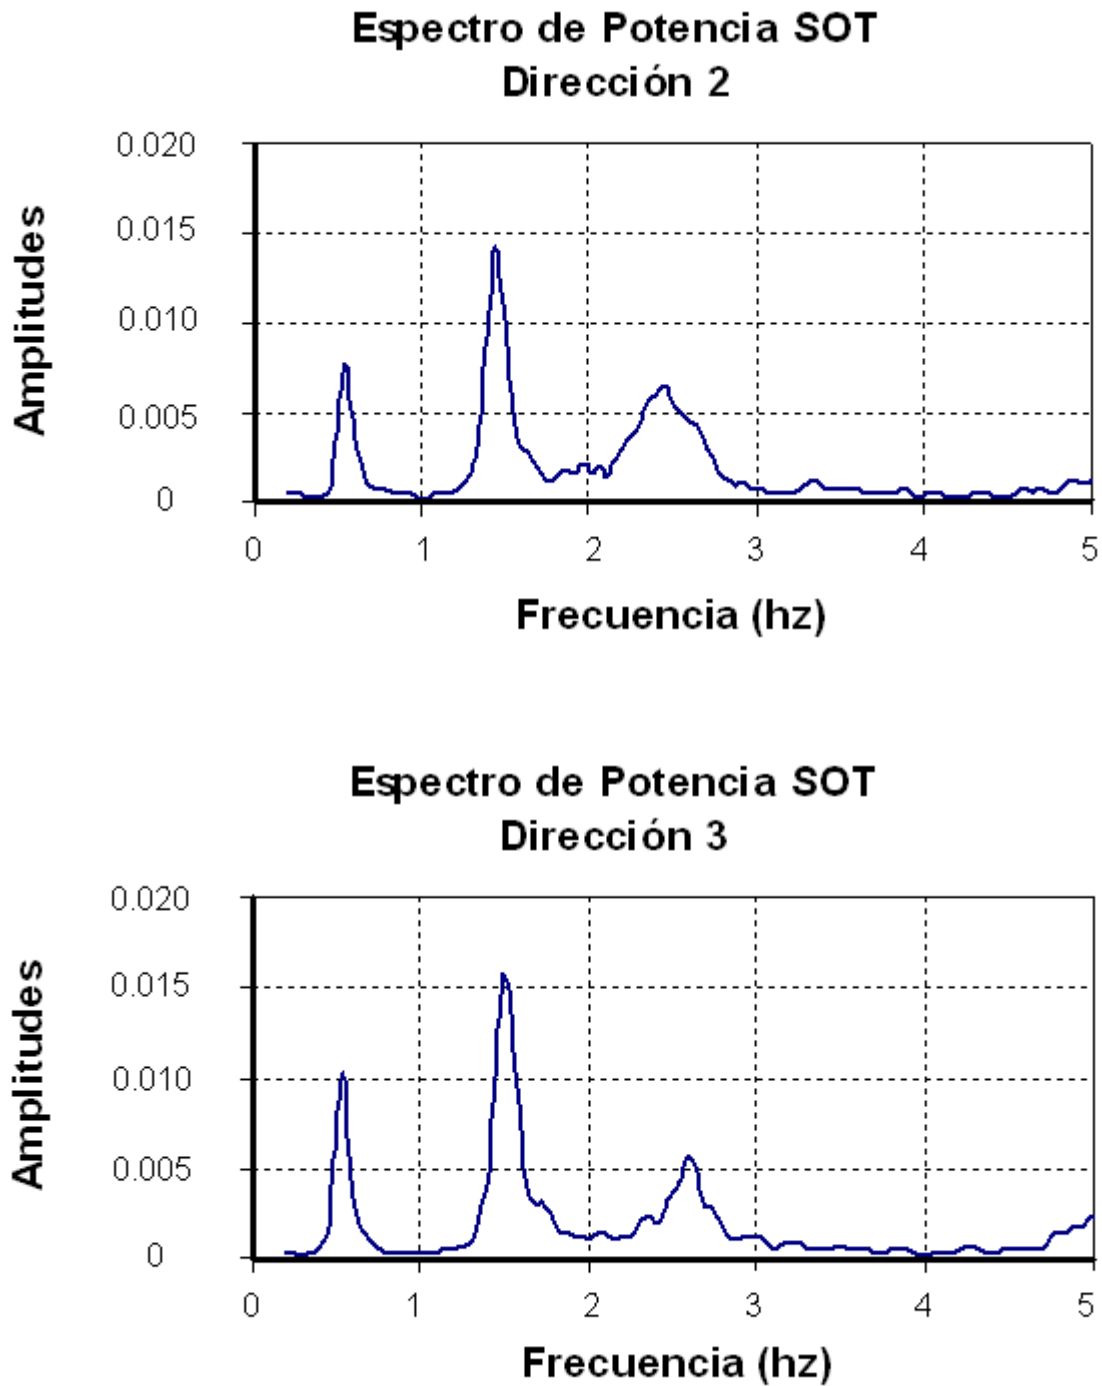 Espectro de Potencia SOT
Dirección 2
0.020
0.015
0.010
0.005
0
Amplitudes
0 1 2 3 4 5
Frecuencia (hz)
Espectro de Potencia SOT
Dirección 3
0.020
0.015
0.010
0.005
0
Amplitudes
0 1 2 3 4 5
Frecuencia (hz)